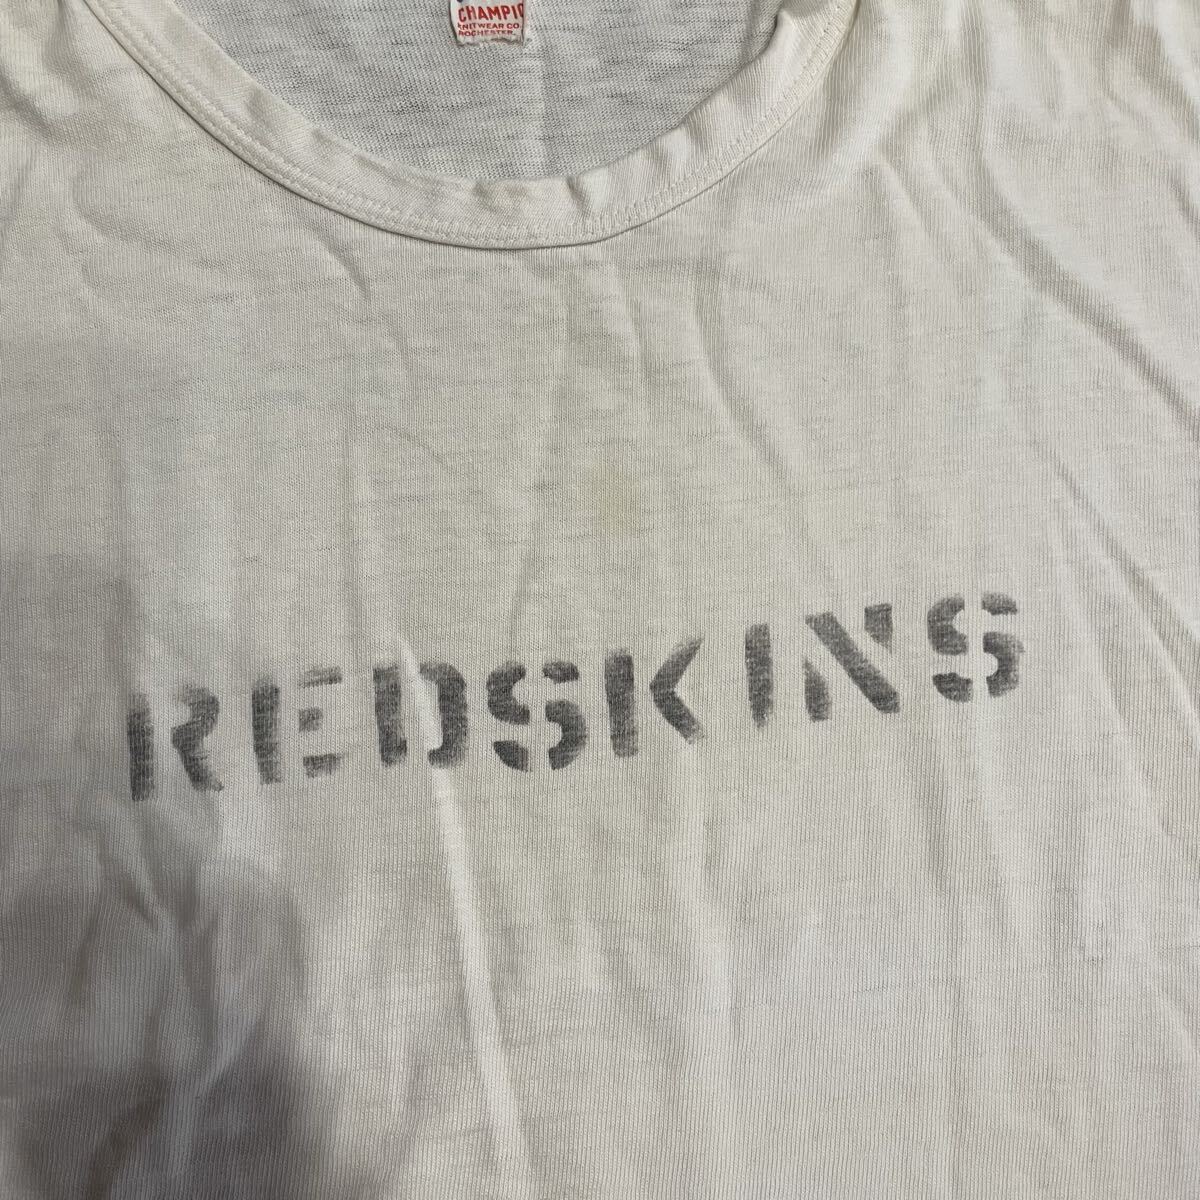 CHAMPIO
KNITWEAR CO.
ROCHESTER,
REDSKINS